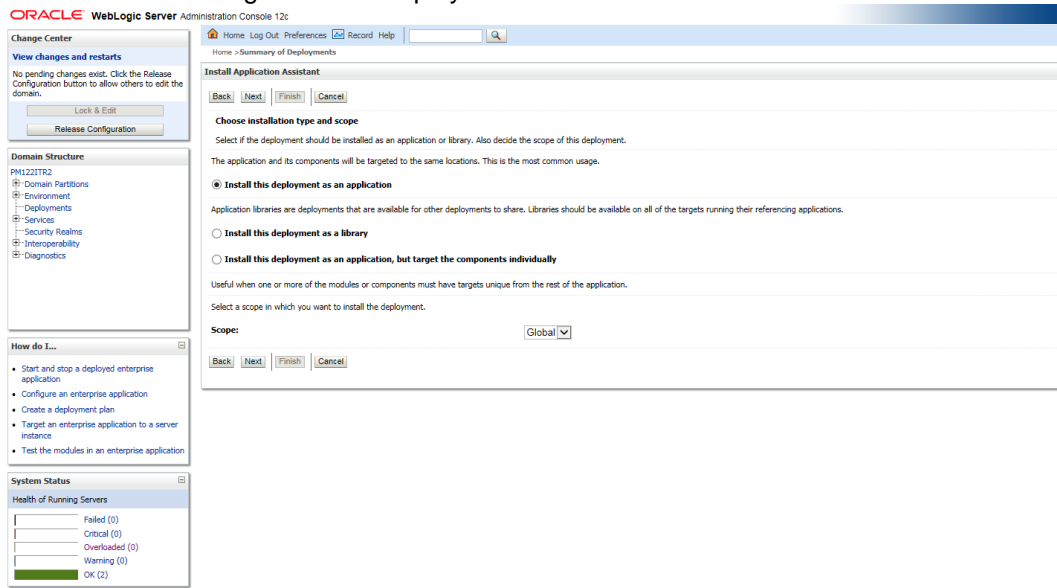 ORACLE WebLogic Server Administration Console 12c
Change Center
View changes and restarts
No pending changes exist. Click the Release
Configuration button to allow others to edit the
domain.
Lock & Edit
Release Configuration
Domain Structure
PM122ITR2
Domain Partitions
Environment
Deployments
Services
Security Realms
Interoperability
Diagnostics
How do I...
Start and stop a deployed enterprise
application
Configure an enterprise application
Create a deployment plan
Target an enterprise application to a server
instance
Test the modules in an enterprise application
System Status
Health of Running Servers
Failed (0)
Critical (0)
Overloaded (0)
Warning (0)
OK (2)
Home Log Out Preferences Record Help
Home >Summary of Deployments
Install Application Assistant
Back Next Finish Cancel
Choose installation type and scope
Select if the deployment should be installed as an application or library. Also decide the scope of this deployment.
The application and its components will be targeted to the same locations. This is the most common usage.
Install this deployment as an application
Application libraries are deployments that are available for other deployments to share. Libraries should be available on all of the targets running their referencing applications.
Install this deployment as a library
Install this deployment as an application, but target the components individually
Useful when one or more of the modules or components must have targets unique from the rest of the application.
Select a scope in which you want to install the deployment.
Scope: Global
Back Next Finish Cancel